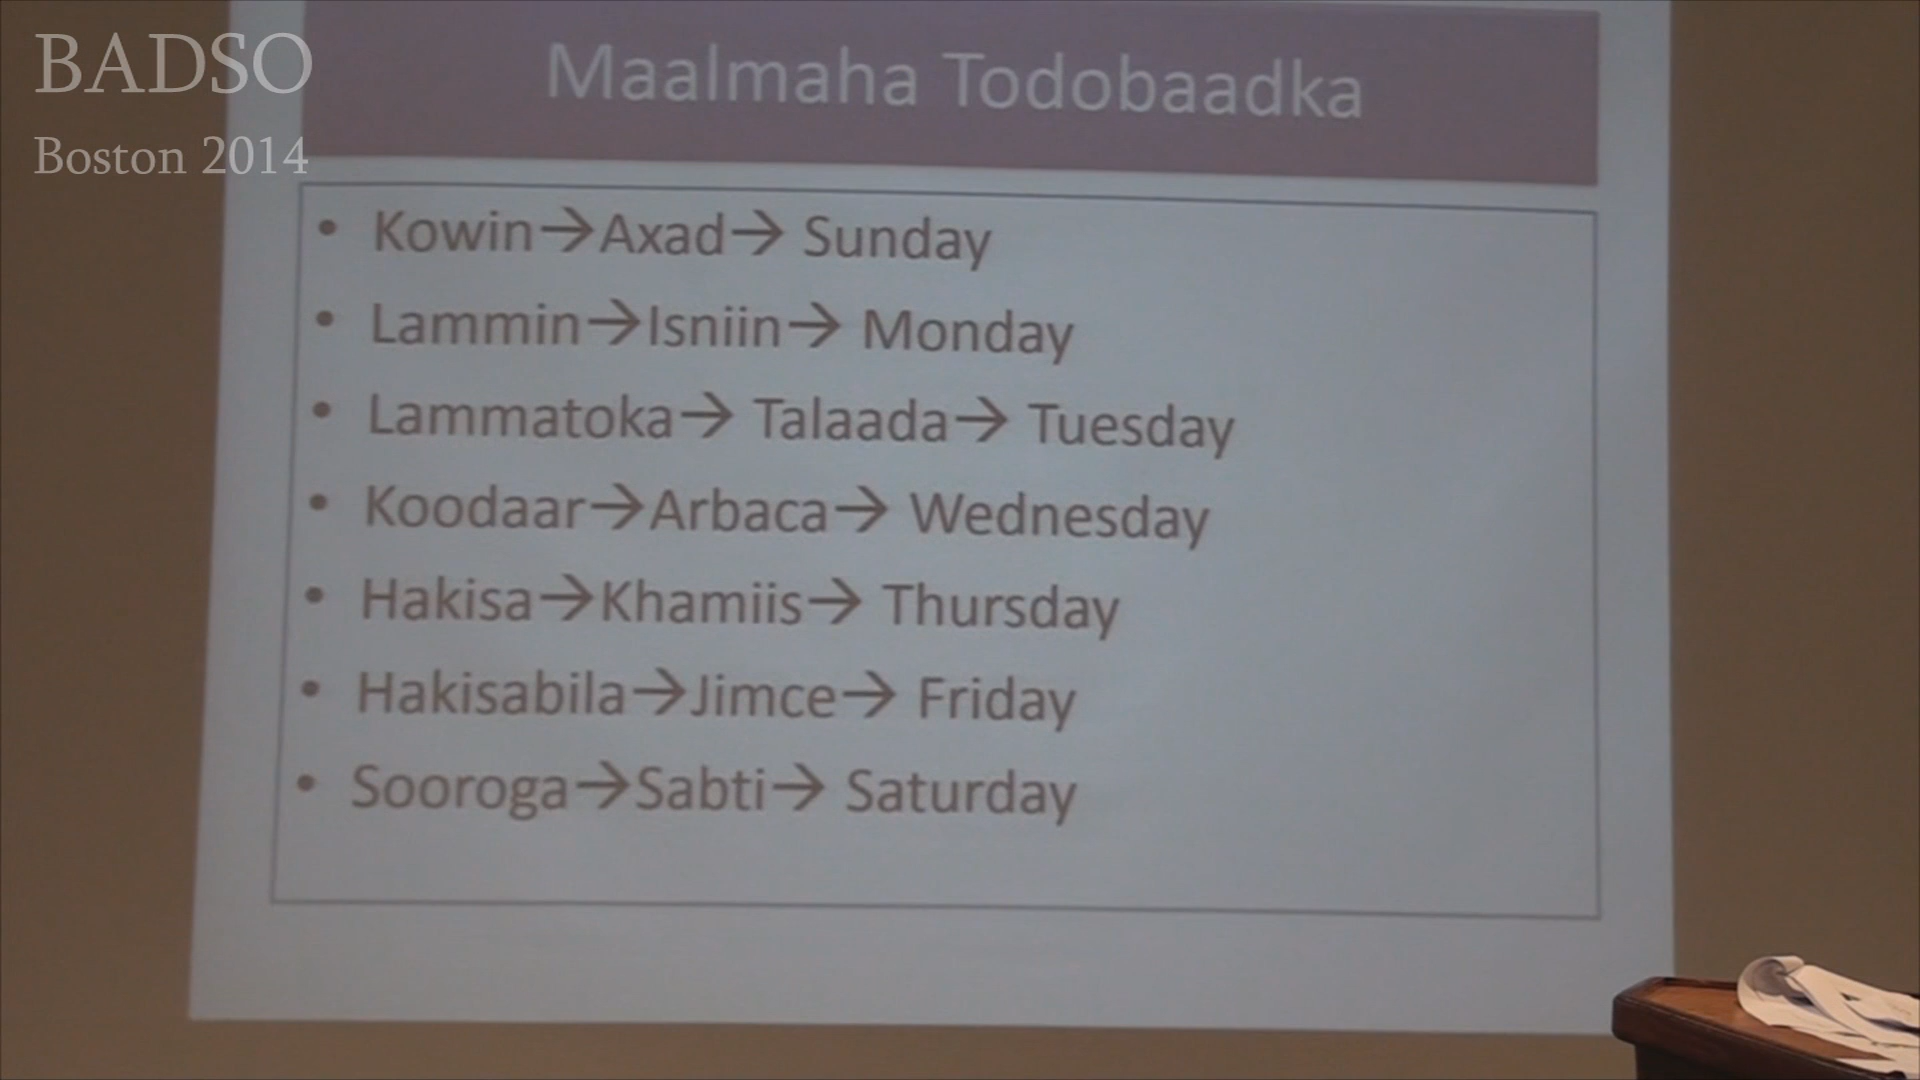 BADSO
Boston 2014
Maalmaha Todobaadka
• Kowin→Axad→ Sunday
• Lammin→Isniin→ Monday
• Lammatoka→ Talaada→ Tuesday
• Koodaar→Arbaca→ Wednesday
• Hakisa→Khamiis→ Thursday
• Hakisabila→Jimce→ Friday
• Sooroga→Sabti→ Saturday